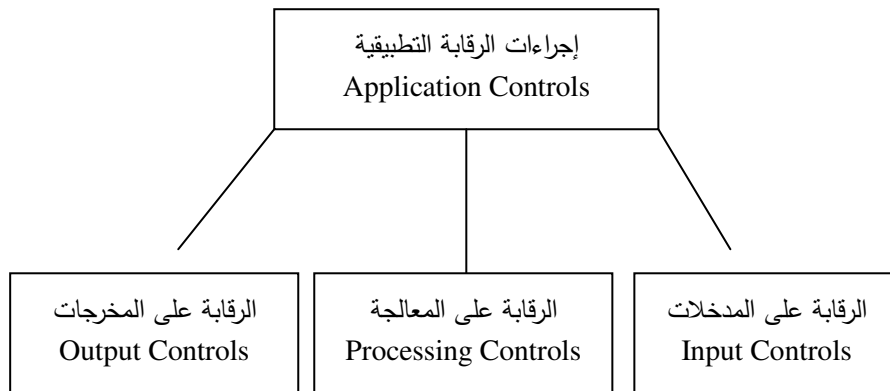 إجراءات الرقابة التطبيقية
Application Controls
الرقابة على المدخلات
Input Controls
الرقابة على المعالجة
Processing Controls
الرقابة على المخرجات
Output Controls